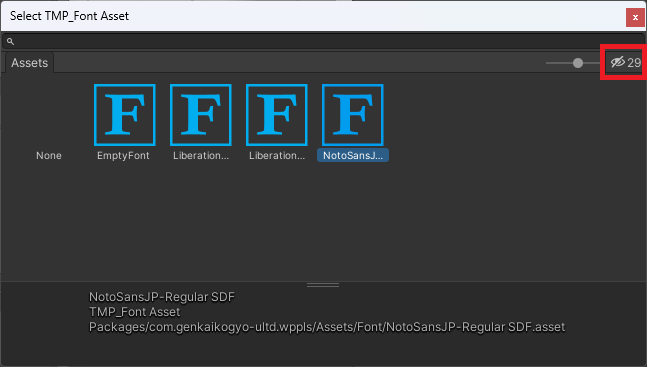 Select TMP_Font Asset
x
Assets
29
None
F
EmptyFont
F
Liberation...
F
Liberation...
F
NotoSansJ...
NotoSansJP-Regular SDF
TMP_Font Asset
Packages/com.genkaikogyo-ultd.wppls/Assets/Font/NotoSansJP-Regular SDF.asset